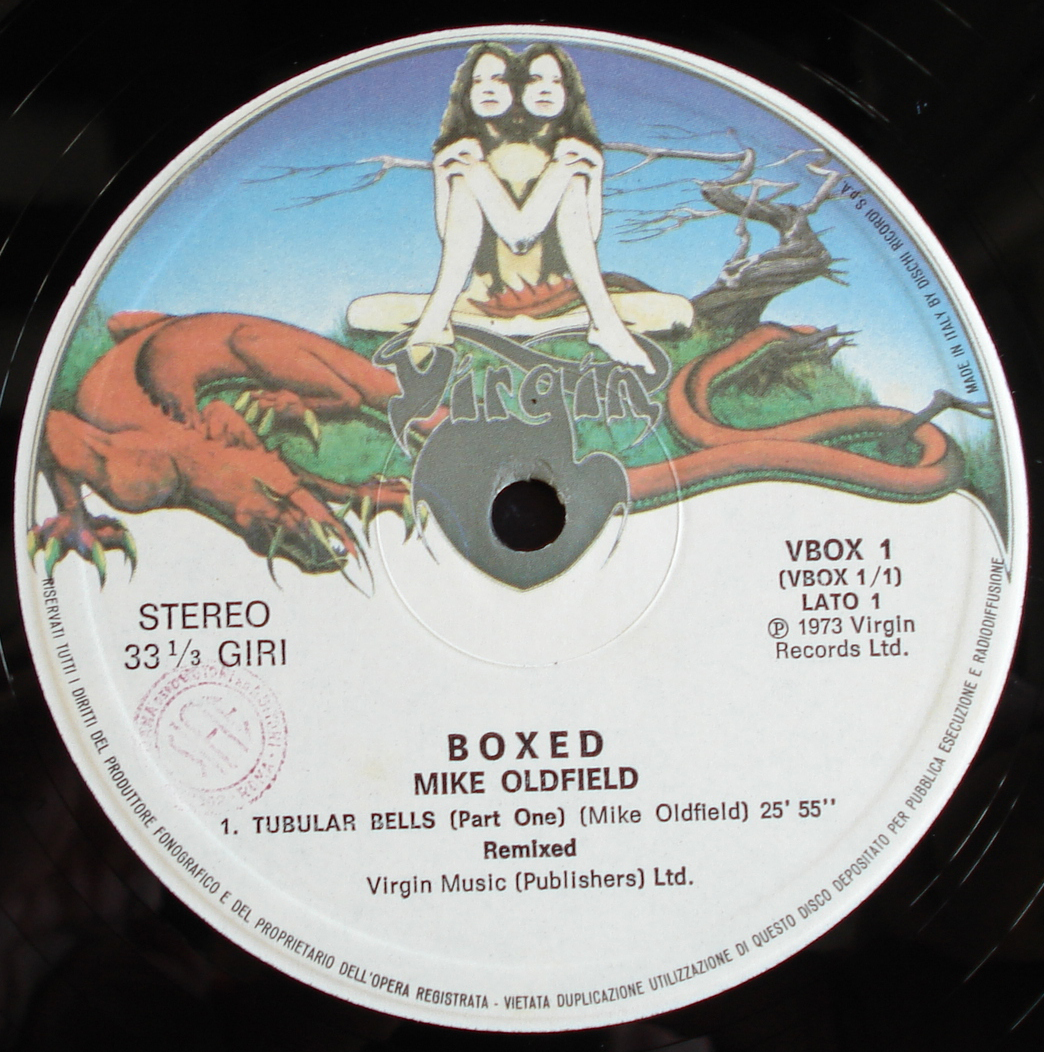 Virgin
MADE IN ITALY BY DISCHI RICORDI S.p.A.
VBOX 1
(VBOX 1/1)
LATO 1
℗ 1973 Virgin
Records Ltd.
STEREO
33 1/3 GIRI
BOXED
MIKE OLDFIELD
1. TUBULAR BELLS (Part One) (Mike Oldfield) 25' 55''
Remixed
Virgin Music (Publishers) Ltd.
RISERVATI TUTTI I DIRITTI DEL PRODUTTORE FONOGRAFICO E DEL PROPRIETARIO DELL'OPERA REGISTRATA - VIETATA DUPLICAZIONE UTILIZZAZIONE DI QUESTO DISCO DEPOSITATO PER PUBBLICA ESECUZIONE E RADIODIFFUSIONE
ROMA